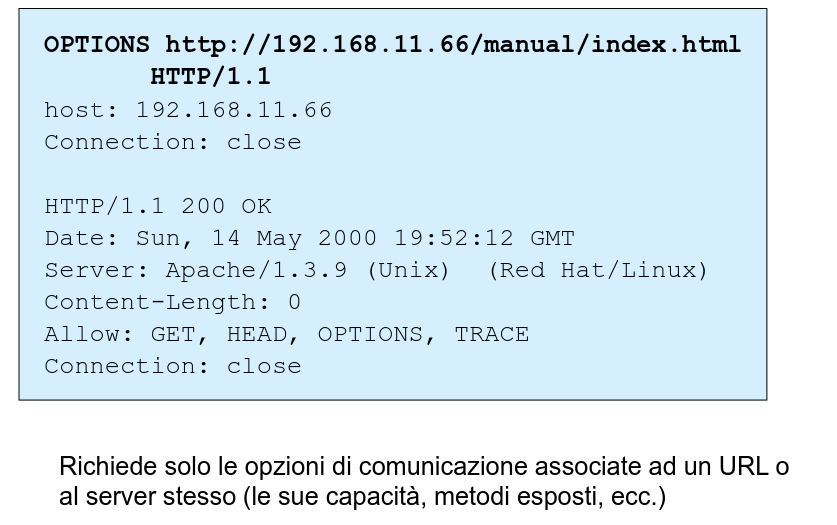 OPTIONS http://192.168.11.66/manual/index.html
HTTP/1.1
host: 192.168.11.66
Connection: close
HTTP/1.1 200 OK
Date: Sun, 14 May 2000 19:52:12 GMT
Server: Apache/1.3.9 (Unix)  (Red Hat/Linux)
Content-Length: 0
Allow: GET, HEAD, OPTIONS, TRACE
Connection: close
Richiede solo le opzioni di comunicazione associate ad un URL o
al server stesso (le sue capacità, metodi esposti, ecc.)